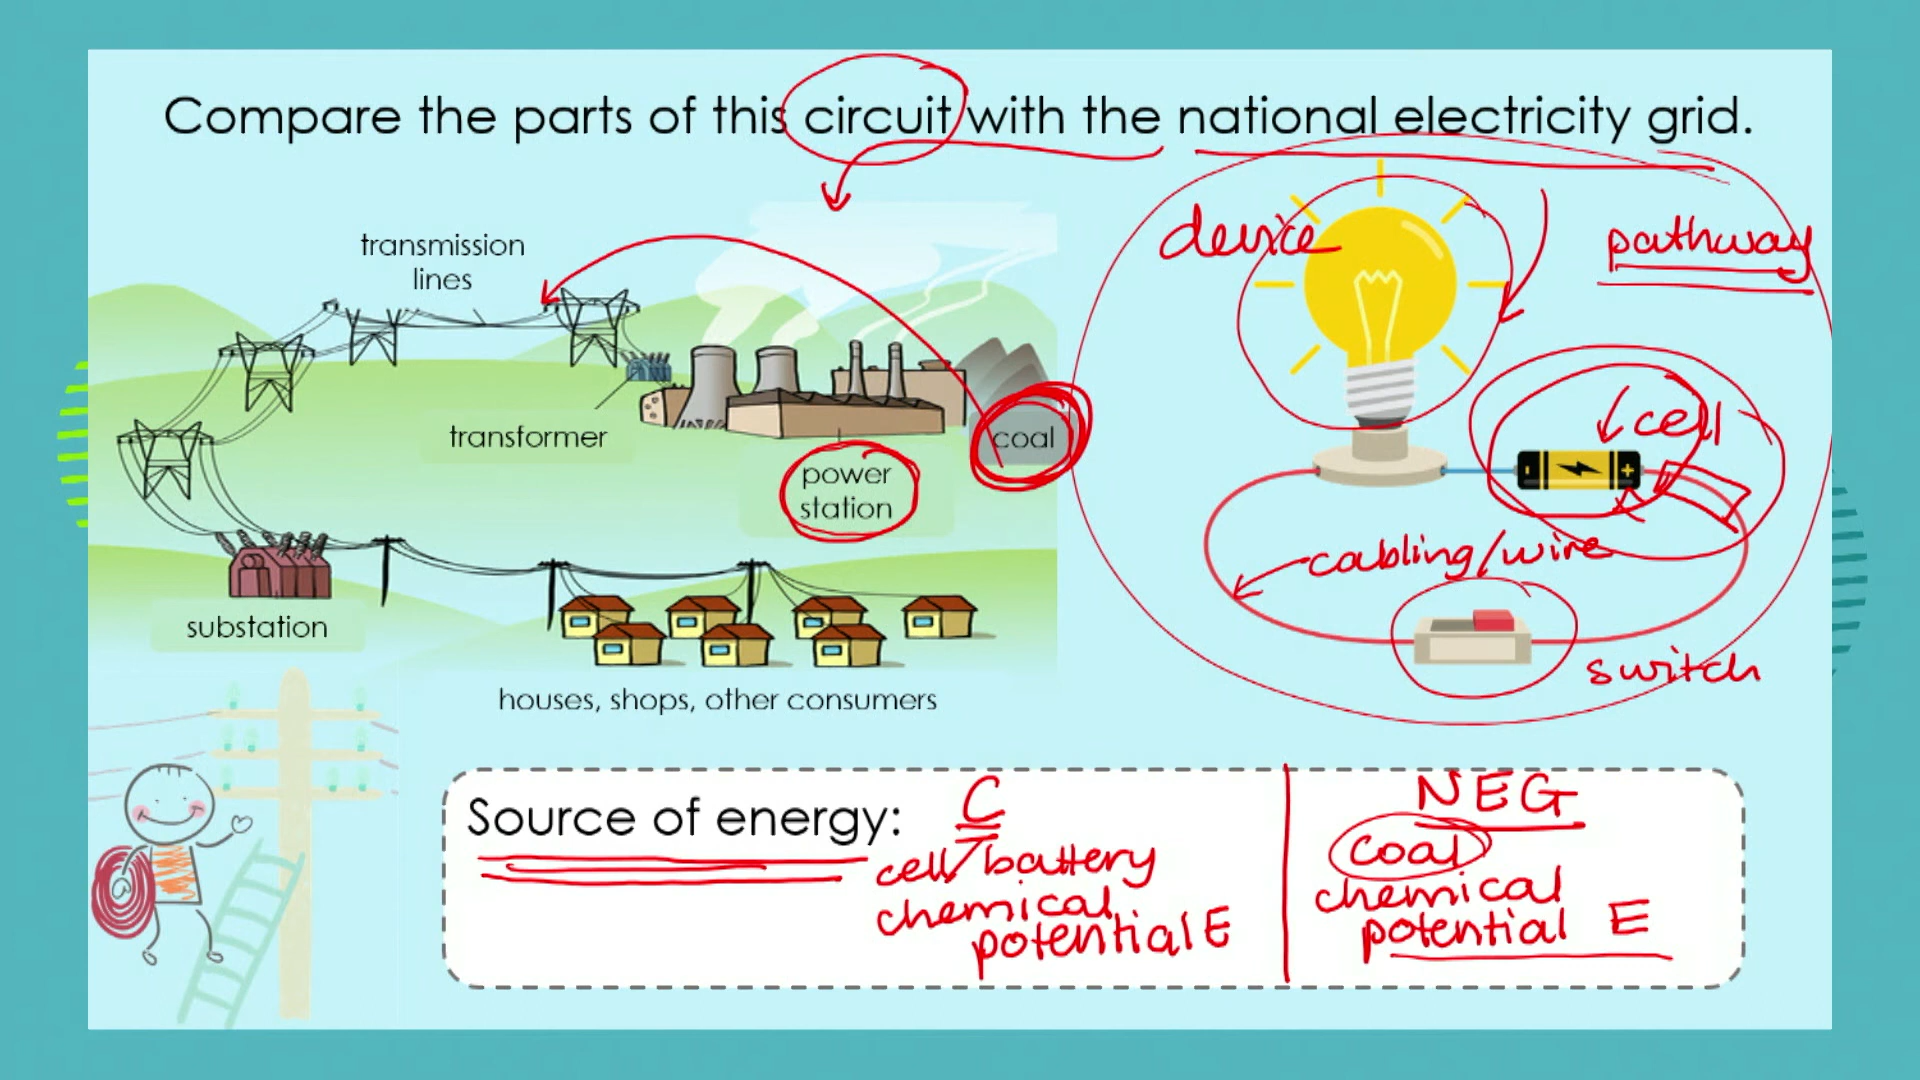 Compare the parts of this circuit with the national electricity grid.
transmission
lines
transformer
power
station
coal
substation
houses, shops, other consumers
device
pathway
cell
- +
cabling/wire
switch
Source of energy:
C
cell/battery
chemical
potential E
NEG
coal
chemical
potential E